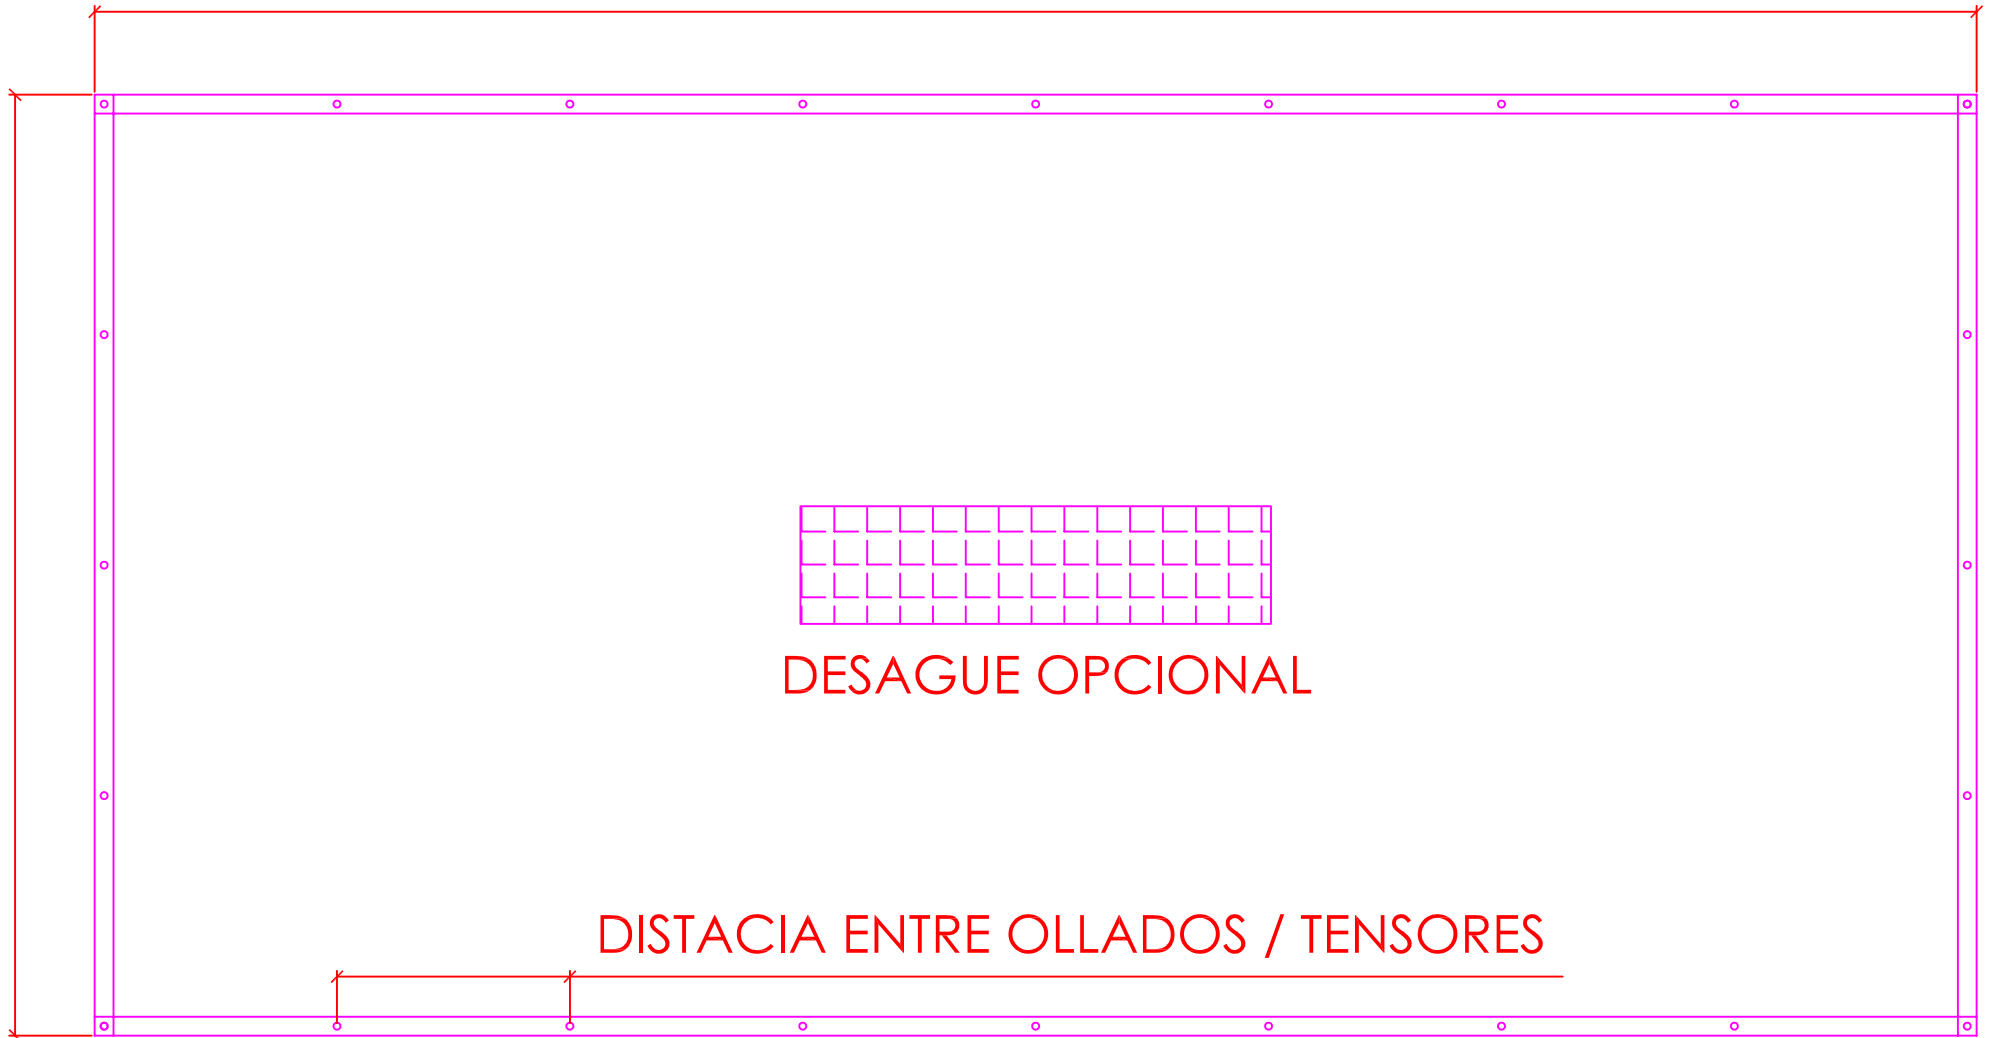 DESAGUE OPCIONAL
DISTACIA ENTRE OLLADOS / TENSORES